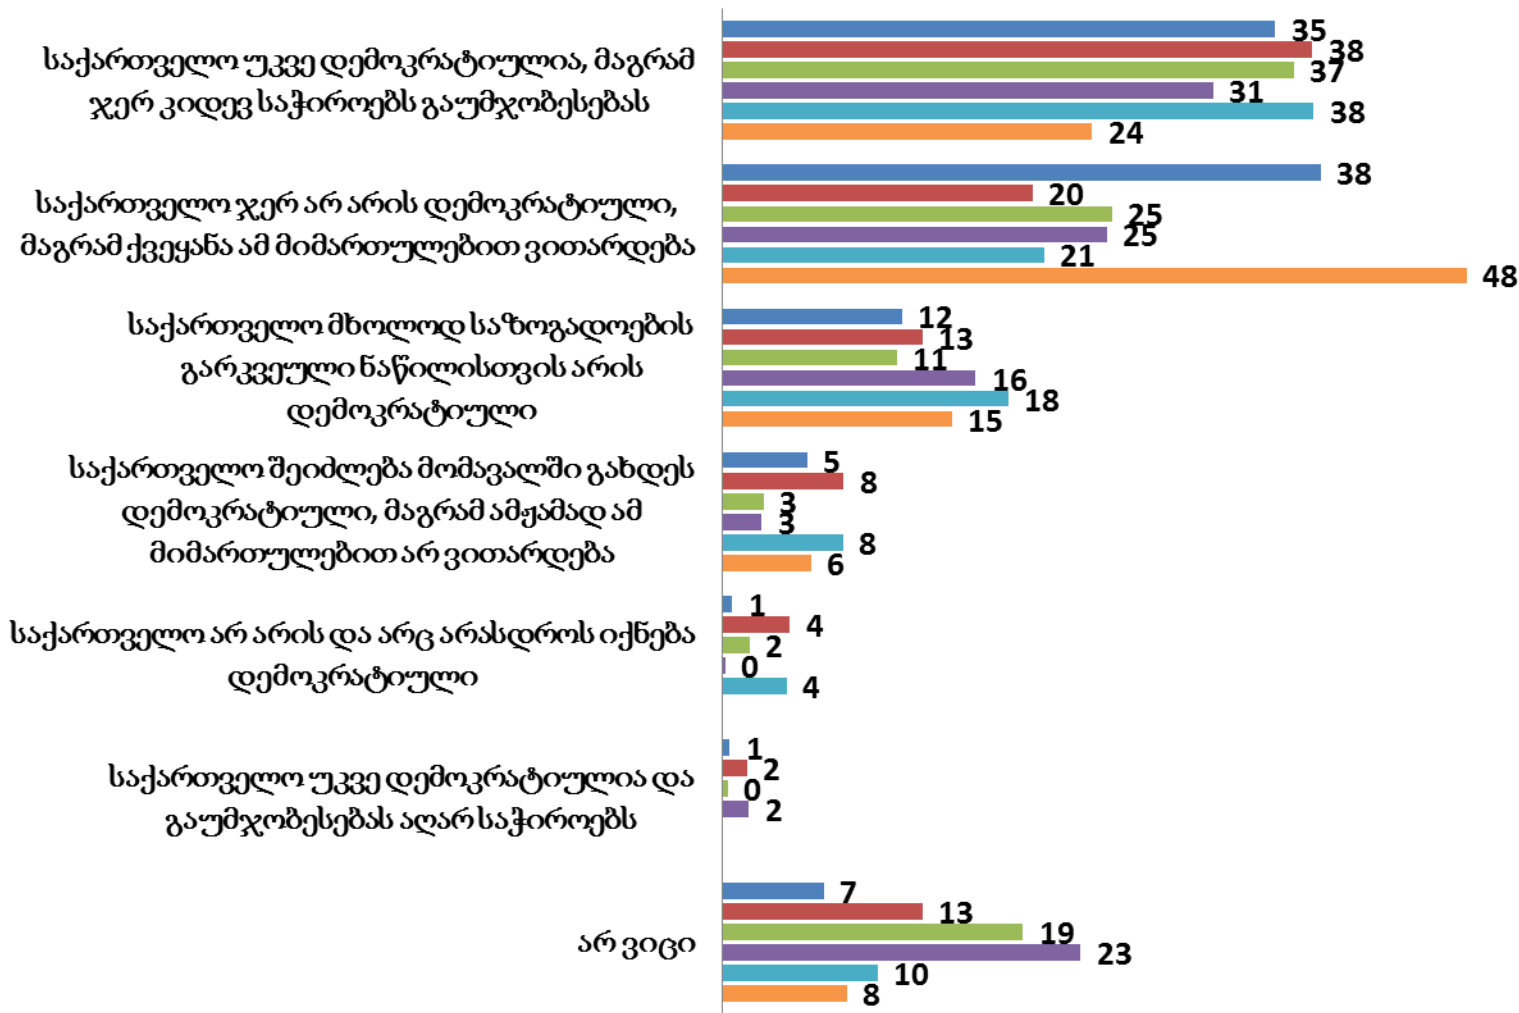 საქართველო უკვე დემოკრატიულია, მაგრამ
ჯერ კიდევ საჭიროებს გაუმჯობესებას
35
38
37
31
38
24
საქართველო ჯერ არ არის დემოკრატიული,
მაგრამ ქვეყანა ამ მიმართულებით ვითარდება
38
20
25
25
21
48
საქართველო მხოლოდ საზოგადოების
გარკვეული ნაწილისთვის არის
დემოკრატიული
12
13
11
16
18
15
საქართველო შეიძლება მომავალში გახდეს
დემოკრატიული, მაგრამ ამჟამად ამ
მიმართულებით არ ვითარდება
5
8
3
3
8
6
საქართველო არ არის და არც არასდროს იქნება
დემოკრატიული
1
4
2
0
4
საქართველო უკვე დემოკრატიულია და
გაუმჯობესებას აღარ საჭიროებს
1
2
0
2
არ ვიცი
7
13
19
23
10
8